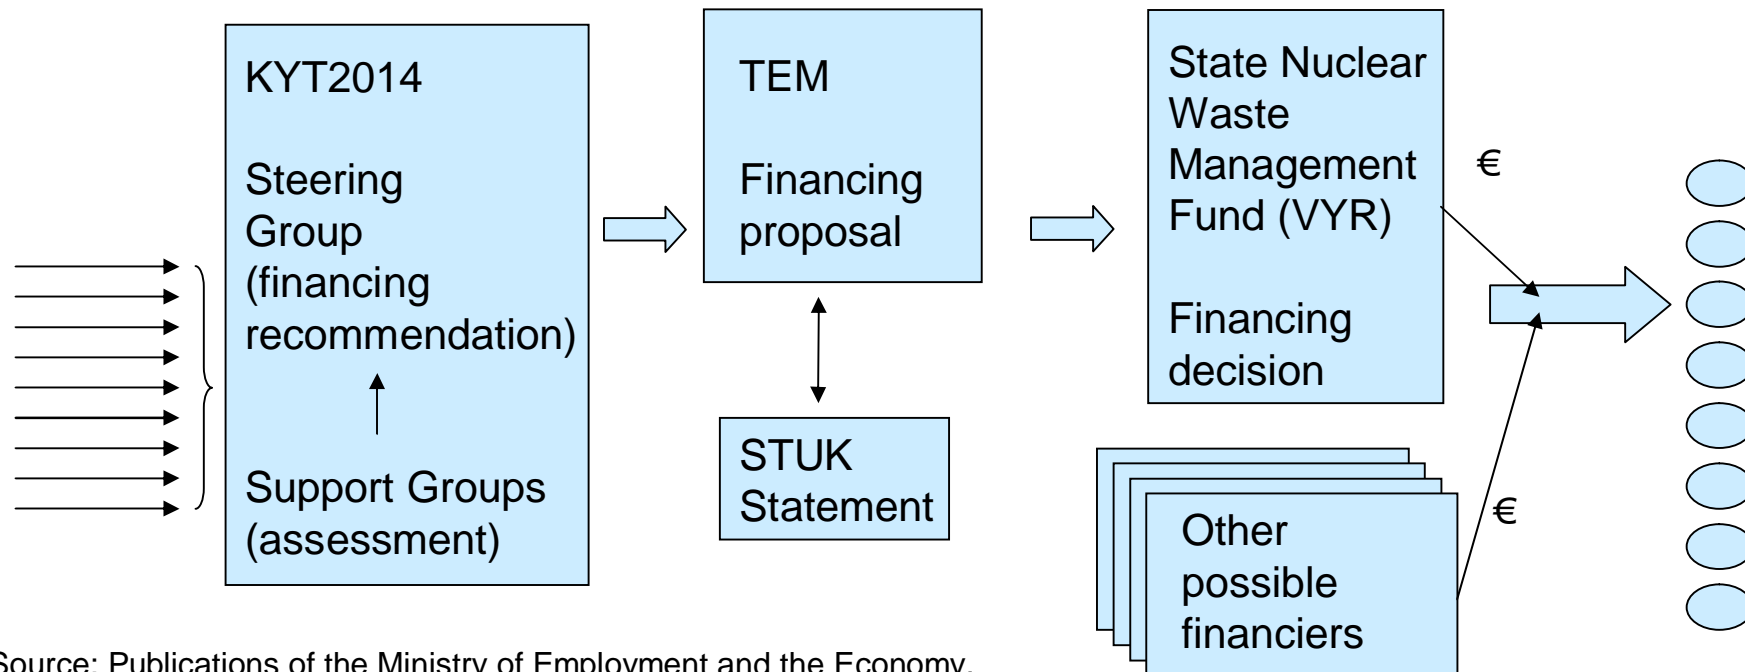 KYT2014
Steering
Group
(financing
recommendation)
Support Groups
(assessment)
TEM
Financing
proposal
STUK
Statement
State Nuclear
Waste
Management
Fund (VYR)
Financing
decision
€
€
Other
possible
financiers
Source: Publications of the Ministry of Employment and the Economy,